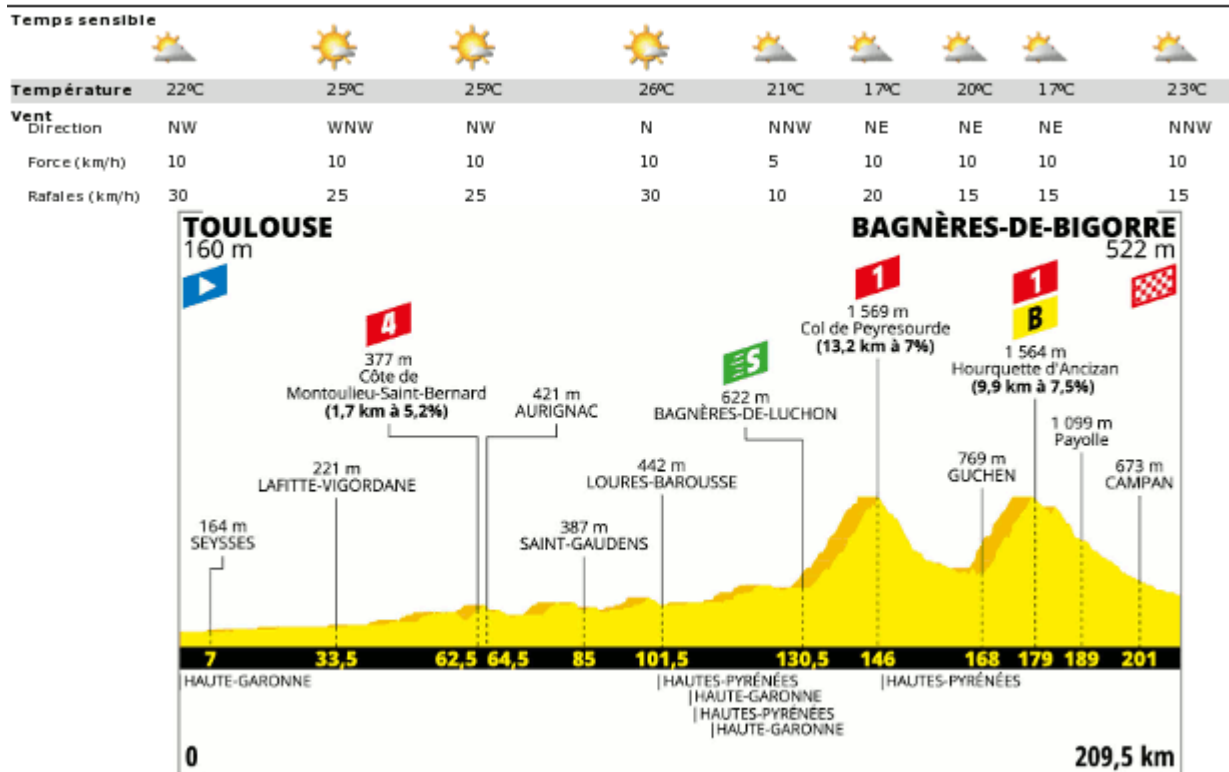 Temps sensible
Température 22ºC 25ºC 25ºC 26ºC 21ºC 17ºC 20ºC 17ºC 23ºC
Vent
Direction NW WNW NW N NNW NE NE NE NNW
Force (km/h) 10 10 10 10 5 10 10 10 10
Rafales (km/h) 30 25 25 30 10 20 15 15 15
TOULOUSE
160 m
BAGNÈRES-DE-BIGORRE
522 m
4
377 m
Côte de
Montoulieu-Saint-Bernard
(1,7 km à 5,2%)
1
1 569 m
Col de Peyresourde
(13,2 km à 7%)
1
B
1 564 m
Hourquette d'Ancizan
(9,9 km à 7,5%)
S
622 m
BAGNÈRES-DE-LUCHON
421 m
AURIGNAC
1 099 m
Payolle
221 m
LAFITTE-VIGORDANE
442 m
LOURES-BAROUSSE
769 m
GUCHEN
673 m
CAMPAN
164 m
SEYSSES
387 m
SAINT-GAUDENS
7 33,5 62,5 64,5 85 101,5 130,5 146 168 179 189 201
|HAUTE-GARONNE |HAUTES-PYRÉNÉES |HAUTES-PYRÉNÉES
|HAUTE-GARONNE
|HAUTES-PYRÉNÉES
|HAUTE-GARONNE
0 209,5 km